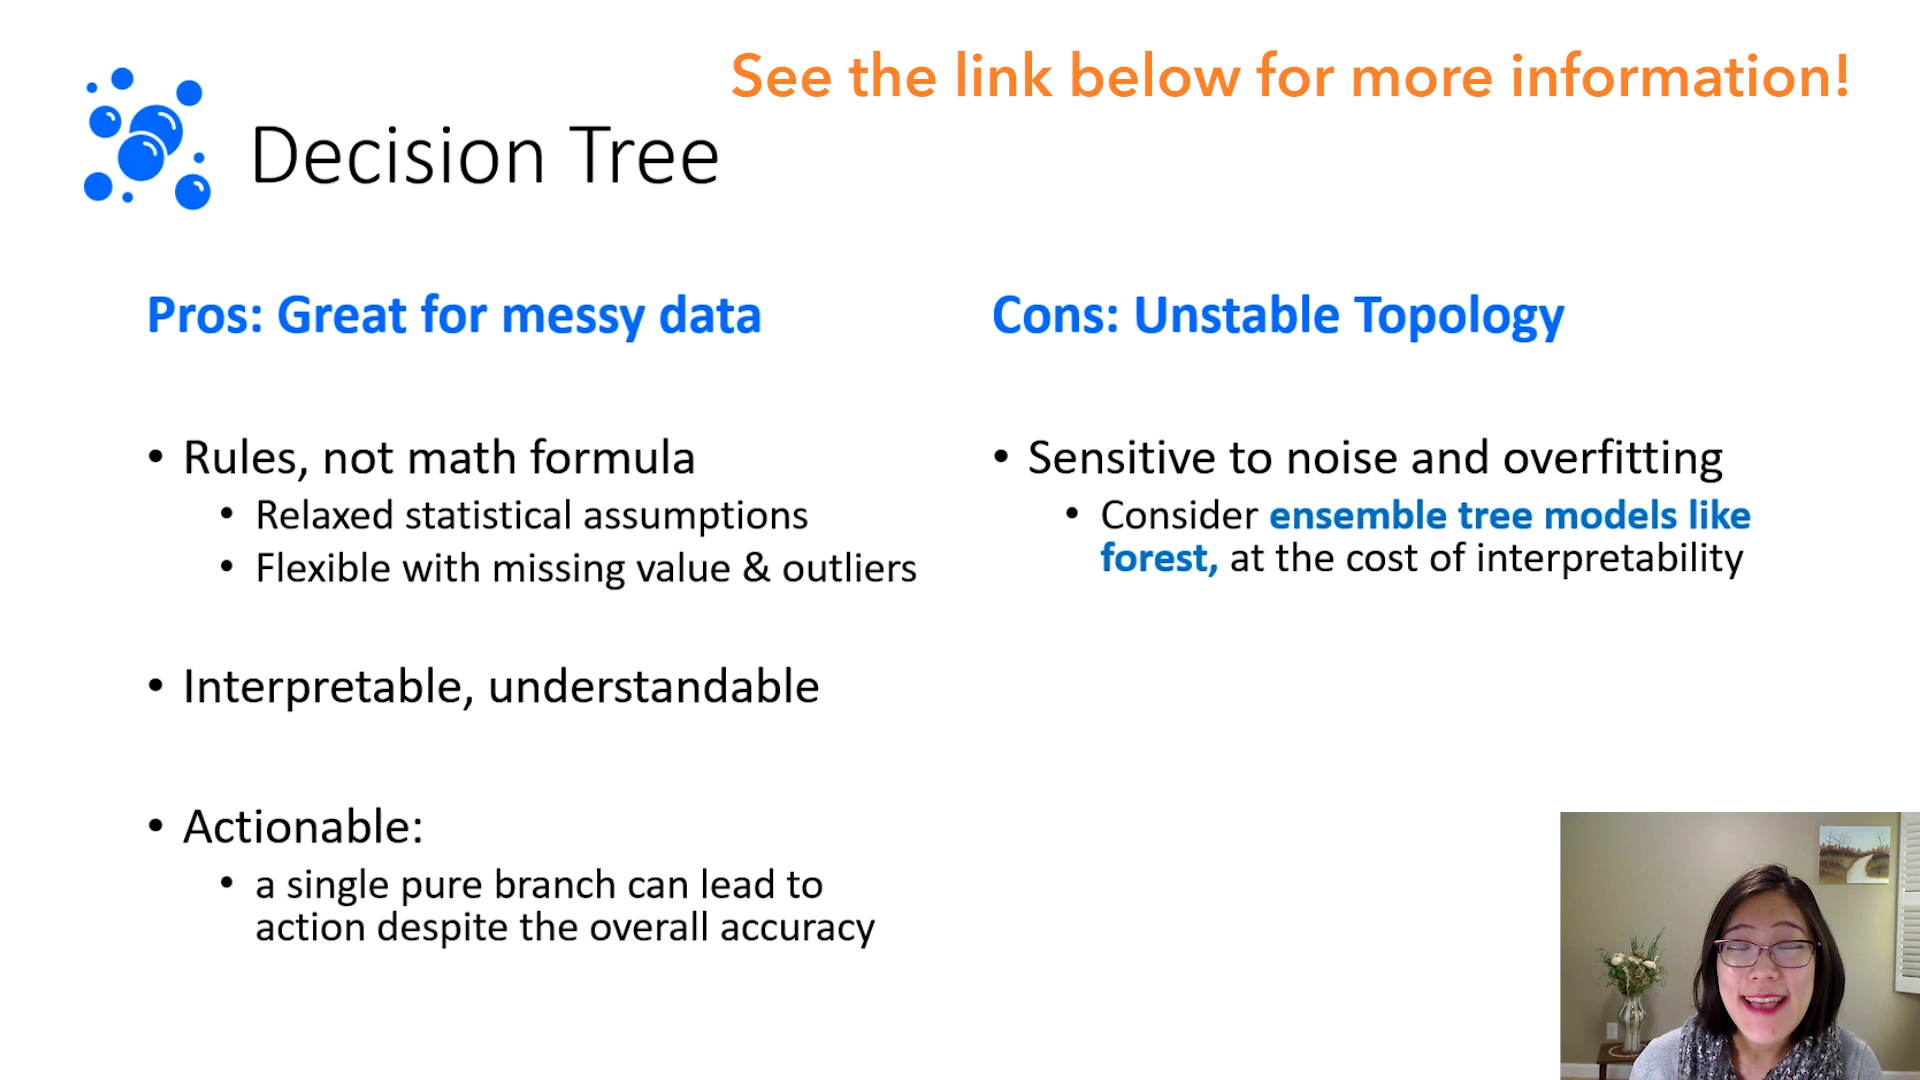 See the link below for more information!
Decision Tree
Pros: Great for messy data
• Rules, not math formula
• Relaxed statistical assumptions
• Flexible with missing value & outliers
• Interpretable, understandable
• Actionable:
• a single pure branch can lead to
action despite the overall accuracy
Cons: Unstable Topology
• Sensitive to noise and overfitting
• Consider ensemble tree models like
forest, at the cost of interpretability